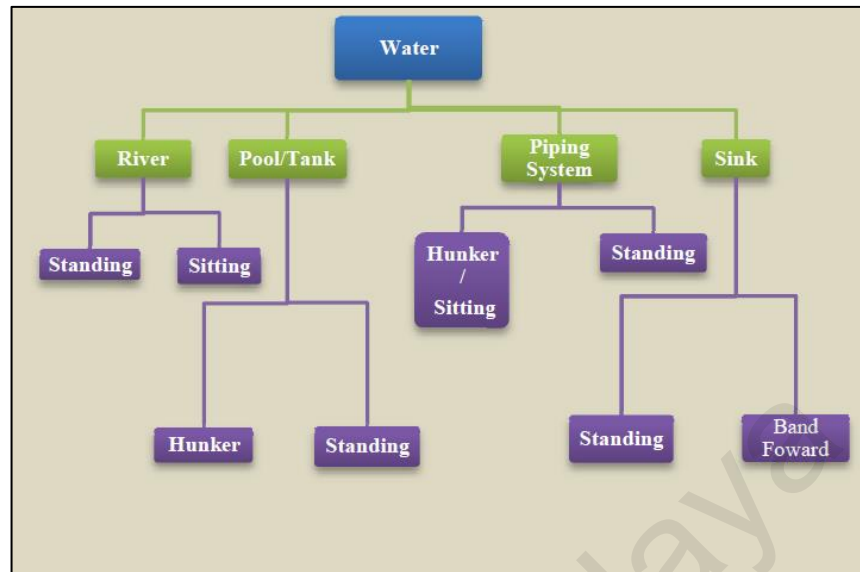 Water
River
Pool/Tank
Piping
System
Sink
Standing
Sitting
Hunker
/
Sitting
Standing
Hunker
Standing
Standing
Band
Foward